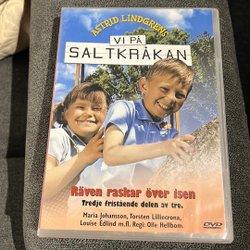 ASTRID LINDGRENS
VI PÅ
SALTKRÅKAN
Räven raskar över isen
Tredje fristående delen av tre.
Maria Johansson, Torsten Lilliecrona,
Louise Edlind m.fl. Regi: Olle Hellbom.
DVD